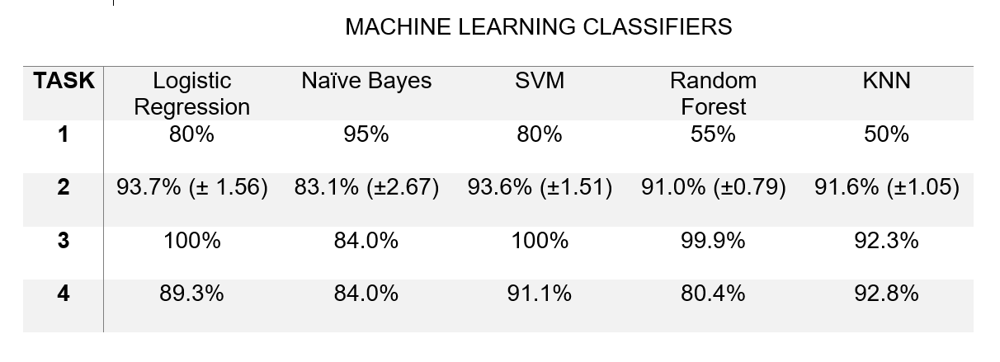 MACHINE LEARNING CLASSIFIERS
TASK Logistic Regression Naïve Bayes SVM Random Forest KNN
1 80% 95% 80% 55% 50%
2 93.7% (± 1.56) 83.1% (±2.67) 93.6% (±1.51) 91.0% (±0.79) 91.6% (±1.05)
3 100% 84.0% 100% 99.9% 92.3%
4 89.3% 84.0% 91.1% 80.4% 92.8%